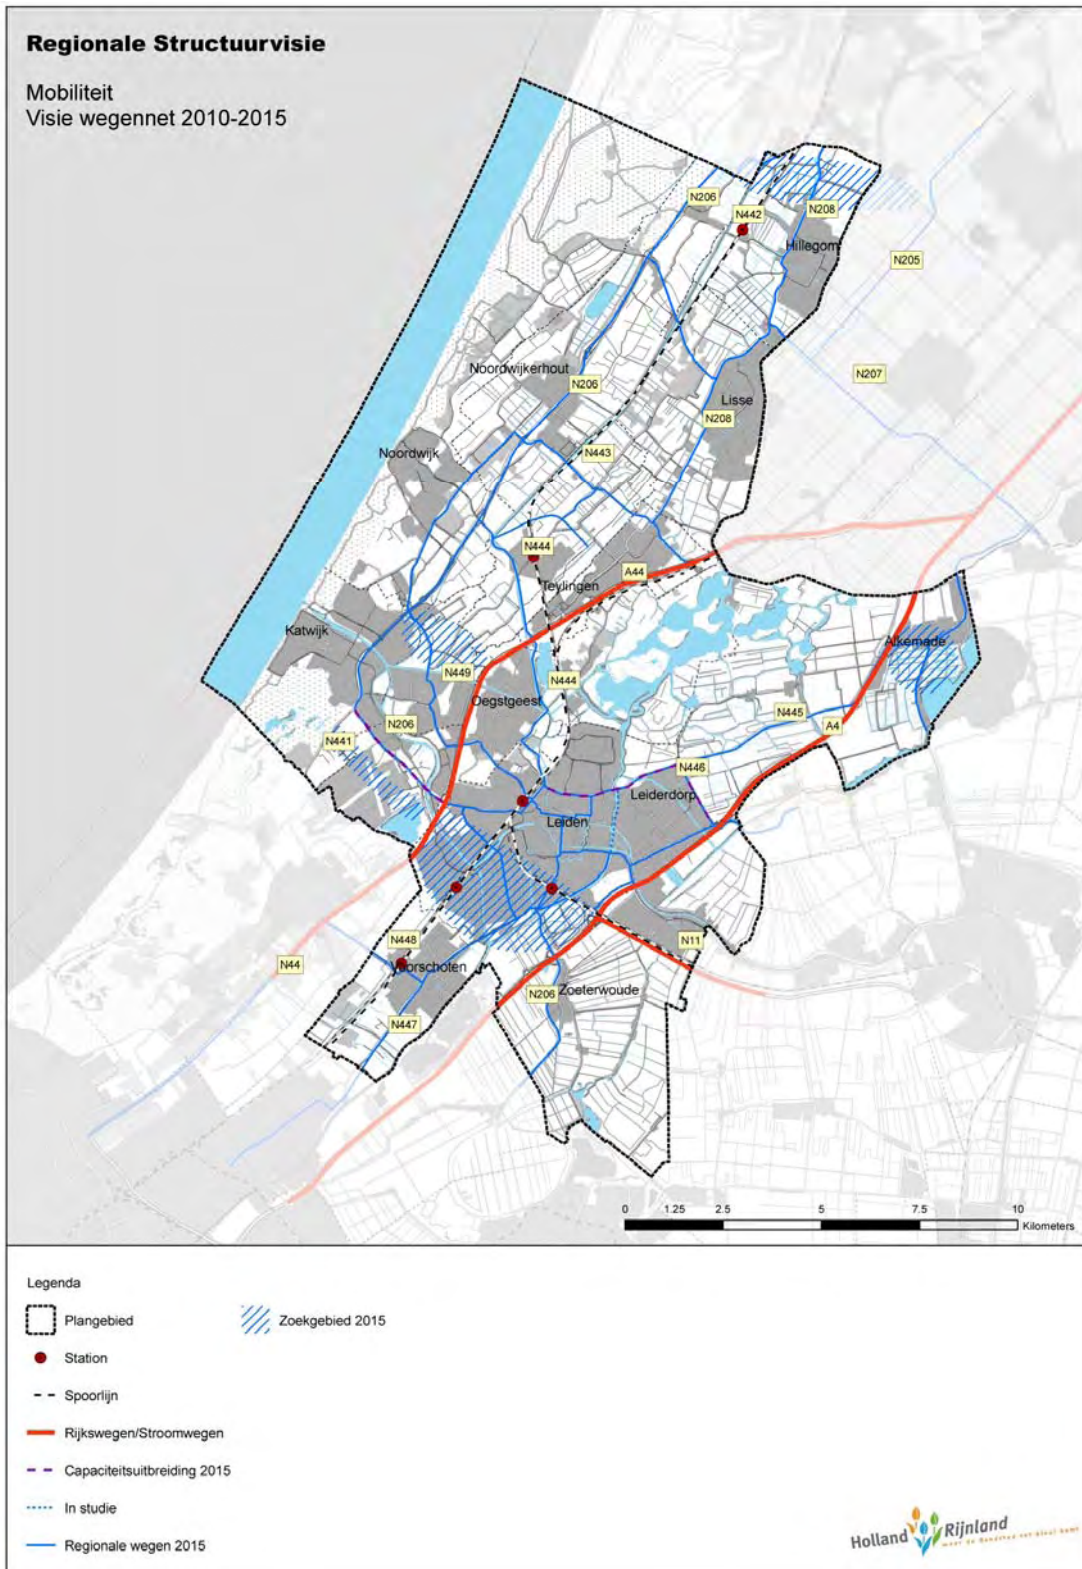 Regionale Structuurvisie
Mobiliteit
Visie wegennet 2010-2015
N206
N442
N208
Hillegom
N205
Noordwijkerhout
N206
N207
Lisse
N208
Noordwijk
N443
N444
A44
Teylingen
Katwijk
Alkemade
N449
N444
Oegstgeest
N206
N445
A4
N441
N446
Leiderdorp
Leiden
N448
N11
N44
Voorschoten
Zoeterwoude
N206
N447
0 1.25 2.5 5 7.5 10
Kilometers
Legenda
Plangebied
Zoekgebied 2015
Station
Spoorlijn
Rijkswegen/Stroomwegen
Capaciteitsuitbreiding 2015
In studie
Regionale wegen 2015
Holland Rijnland